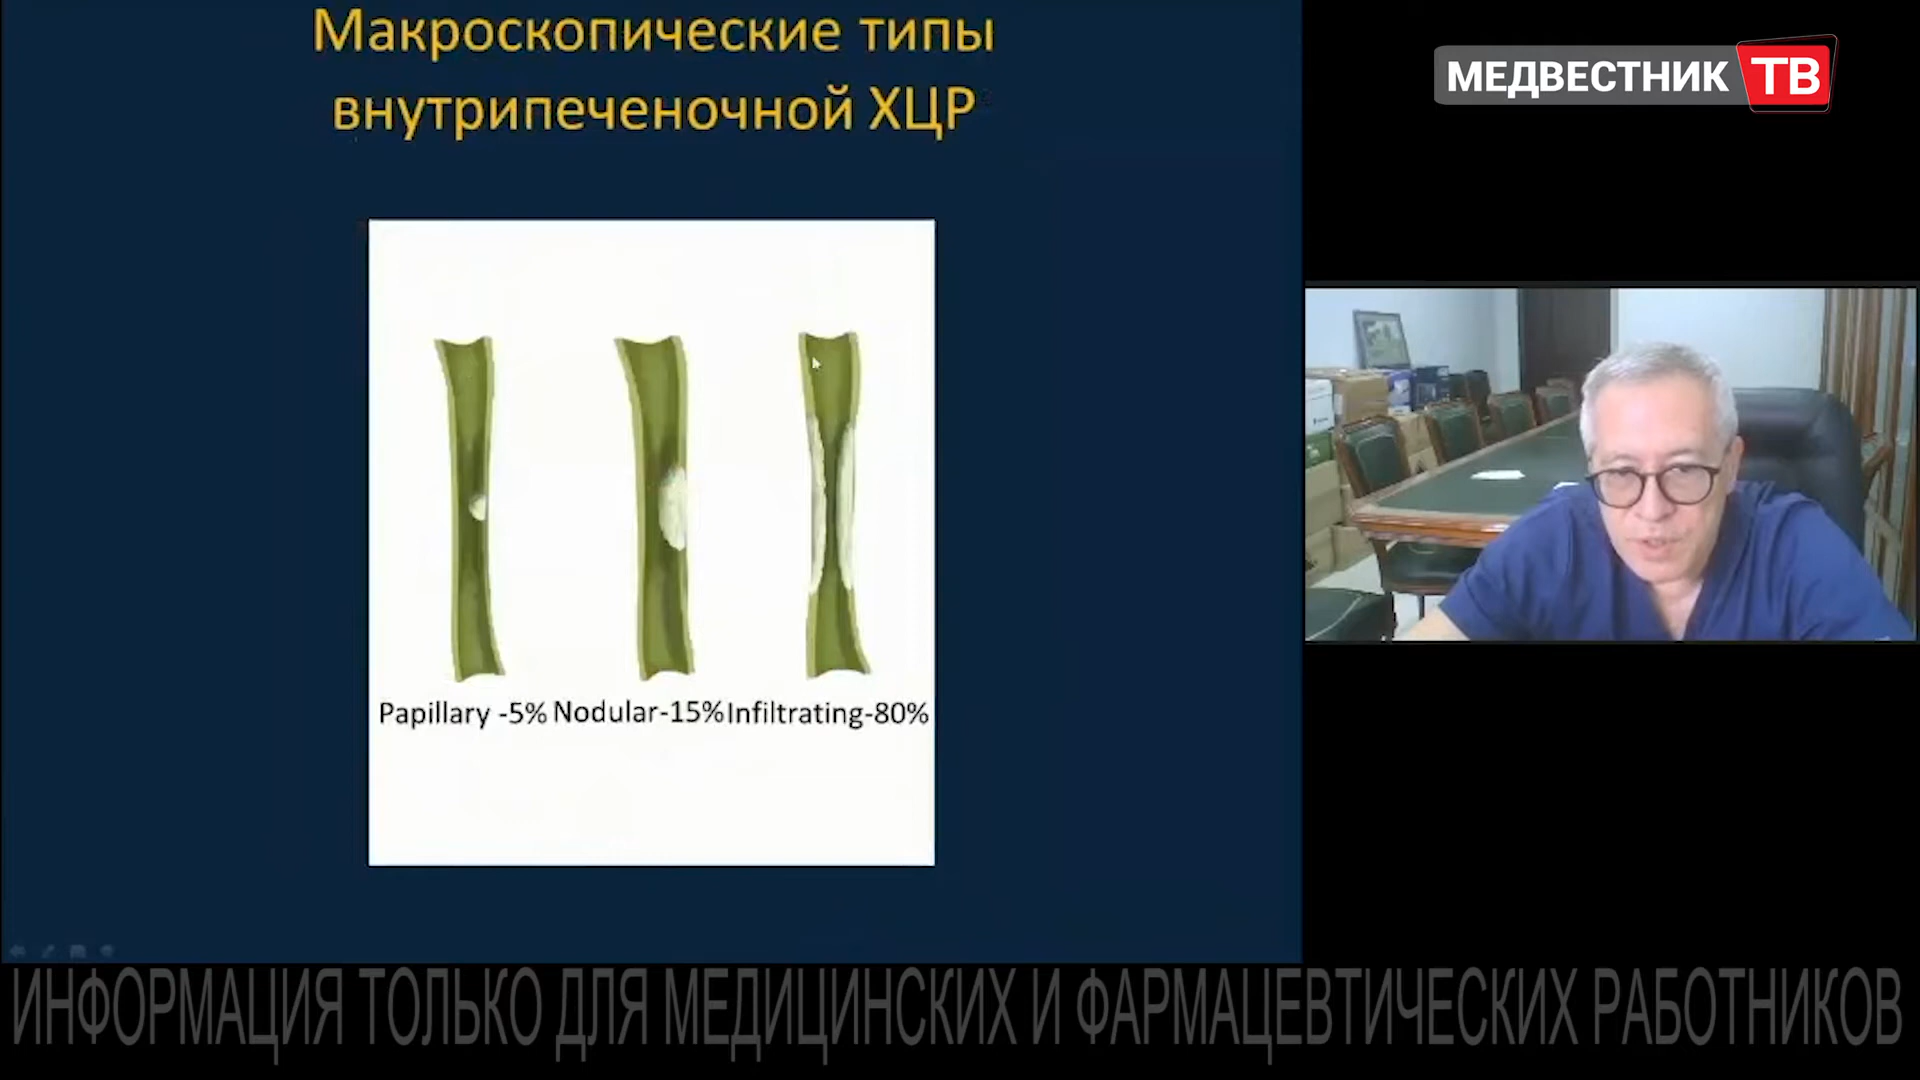 Макроскопические типы
внутрипеченочной ХЦР
МЕДВЕСТНИК ТВ
Papillary -5% Nodular-15% Infiltrating-80%
ИНФОРМАЦИЯ ТОЛЬКО ДЛЯ МЕДИЦИНСКИХ И ФАРМАЦЕВТИЧЕСКИХ РАБОТНИКОВ